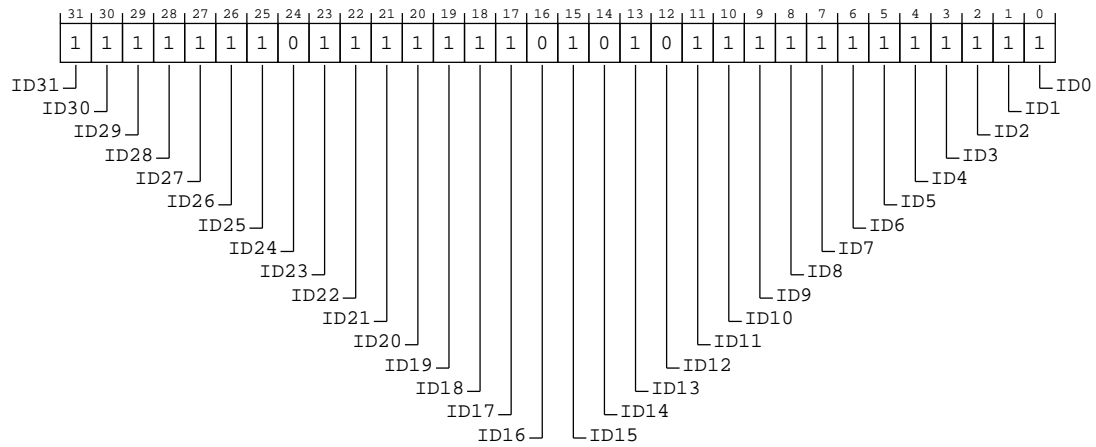 31 30 29 28 27 26 25 24 23 22 21 20 19 18 17 16 15 14 13 12 11 10 9 8 7 6 5 4 3 2 1 0
1 1 1 1 1 1 1 0 1 1 1 1 1 1 1 0 1 0 1 0 1 1 1 1 1 1 1 1 1 1 1 1
ID31 ID0
ID30 ID1
ID29 ID2
ID28 ID3
ID27 ID4
ID26 ID5
ID25 ID6
ID24 ID7
ID23 ID8
ID22 ID9
ID21 ID10
ID20 ID11
ID19 ID12
ID18 ID13
ID17 ID14
ID16 ID15